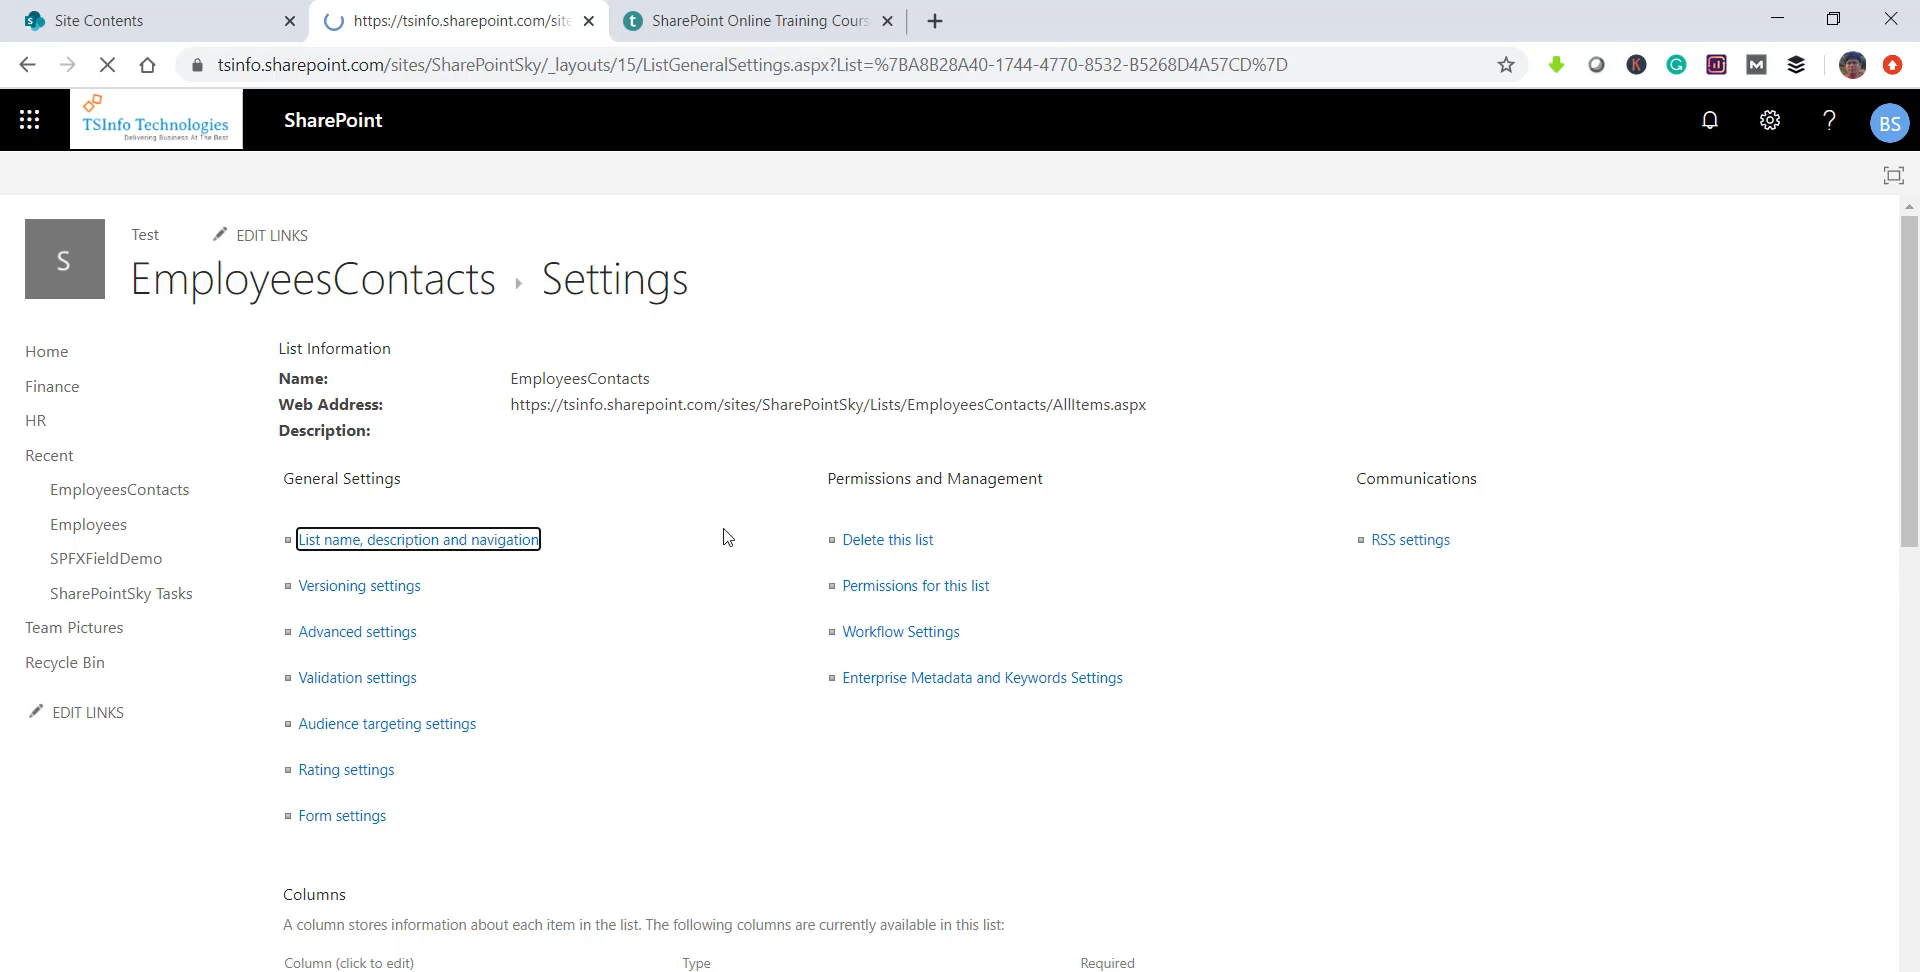 Site Contents
https://tsinfo.sharepoint.com/site
SharePoint Online Training Cours
tsinfo.sharepoint.com/sites/SharePointSky/_layouts/15/ListGeneralSettings.aspx?List=%7BA8B28A40-1744-4770-8532-B5268D4A57CD%7D
TSInfo Technologies
Delivering Business At The Best
SharePoint
BS
S
Test
EDIT LINKS
EmployeesContacts
Settings
Home
Finance
HR
Recent
EmployeesContacts
Employees
SPFXFieldDemo
SharePointSky Tasks
Team Pictures
Recycle Bin
EDIT LINKS
List Information
Name: EmployeesContacts
Web Address: https://tsinfo.sharepoint.com/sites/SharePointSky/Lists/EmployeesContacts/AllItems.aspx
Description:
General Settings
List name, description and navigation
Versioning settings
Advanced settings
Validation settings
Audience targeting settings
Rating settings
Form settings
Permissions and Management
Delete this list
Permissions for this list
Workflow Settings
Enterprise Metadata and Keywords Settings
Communications
RSS settings
Columns
A column stores information about each item in the list. The following columns are currently available in this list:
Column (click to edit) Type Required